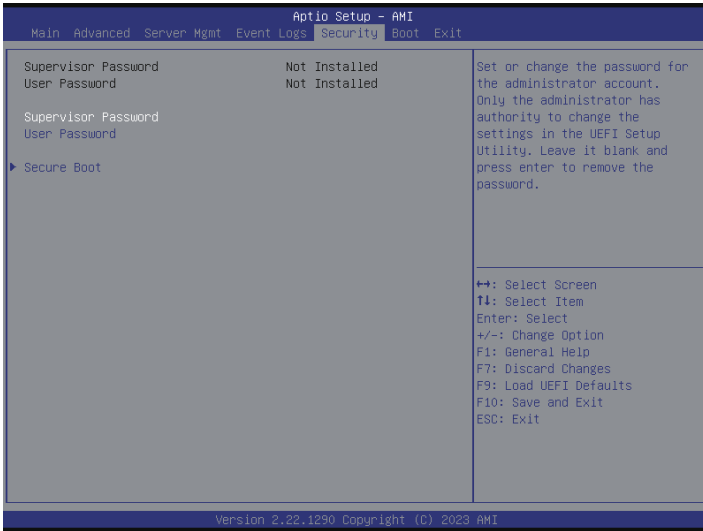 Aptio Setup – AMI
Main Advanced Server Mgmt Event Logs Security Boot Exit
Supervisor Password Not Installed
User Password Not Installed
Supervisor Password
User Password
Secure Boot
Set or change the password for
the administrator account.
Only the administrator has
authority to change the
settings in the UEFI Setup
Utility. Leave it blank and
press enter to remove the
password.
↔: Select Screen
↑↓: Select Item
Enter: Select
+/-: Change Option
F1: General Help
F7: Discard Changes
F9: Load UEFI Defaults
F10: Save and Exit
ESC: Exit
Version 2.22.1290 Copyright (C) 2023 AMI